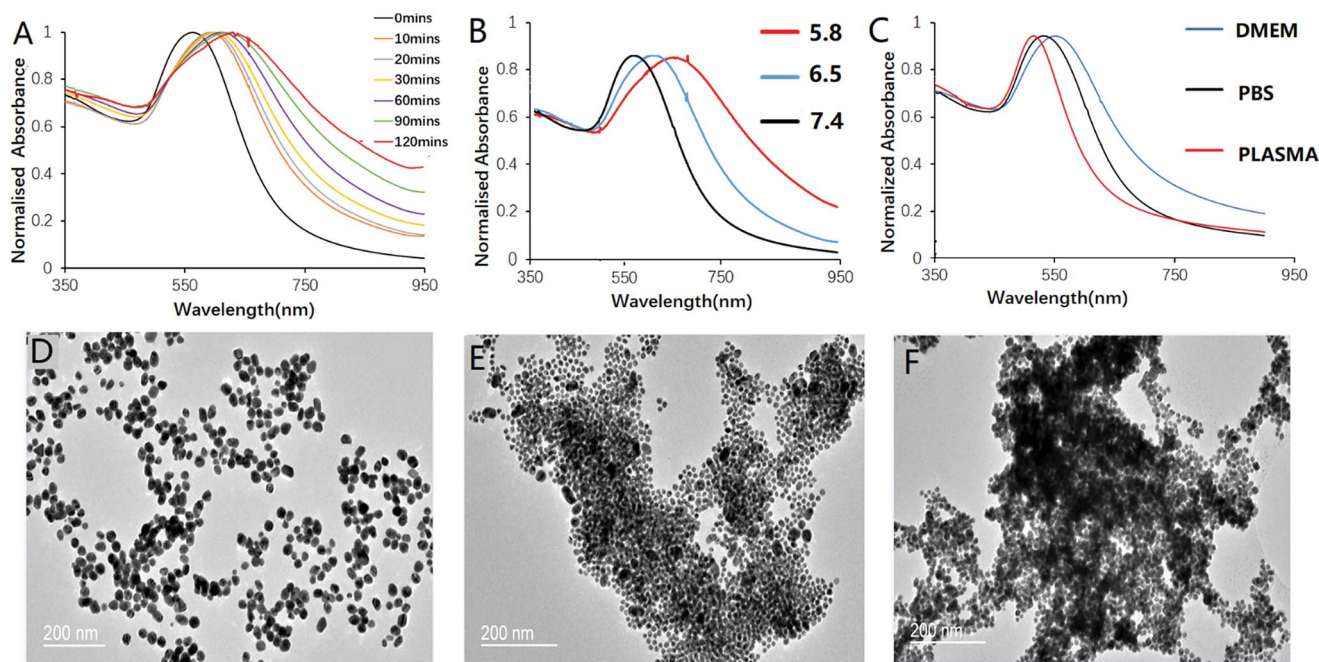 A
Normalised Absorbance
1
0.8
0.6
0.4
0.2
0
350
550
750
950
Wavelength(nm)
0mins
10mins
20mins
30mins
60mins
90mins
120mins
B
Normalised Absorbance
1
0.8
0.6
0.4
0.2
0
350
550
750
950
Wavelength(nm)
5.8
6.5
7.4
C
Normalized Absorbance
1
0.8
0.6
0.4
0.2
0
350
550
750
950
Wavelength(nm)
DMEM
PBS
PLASMA
D
200 nm
E
200 nm
F
200 nm